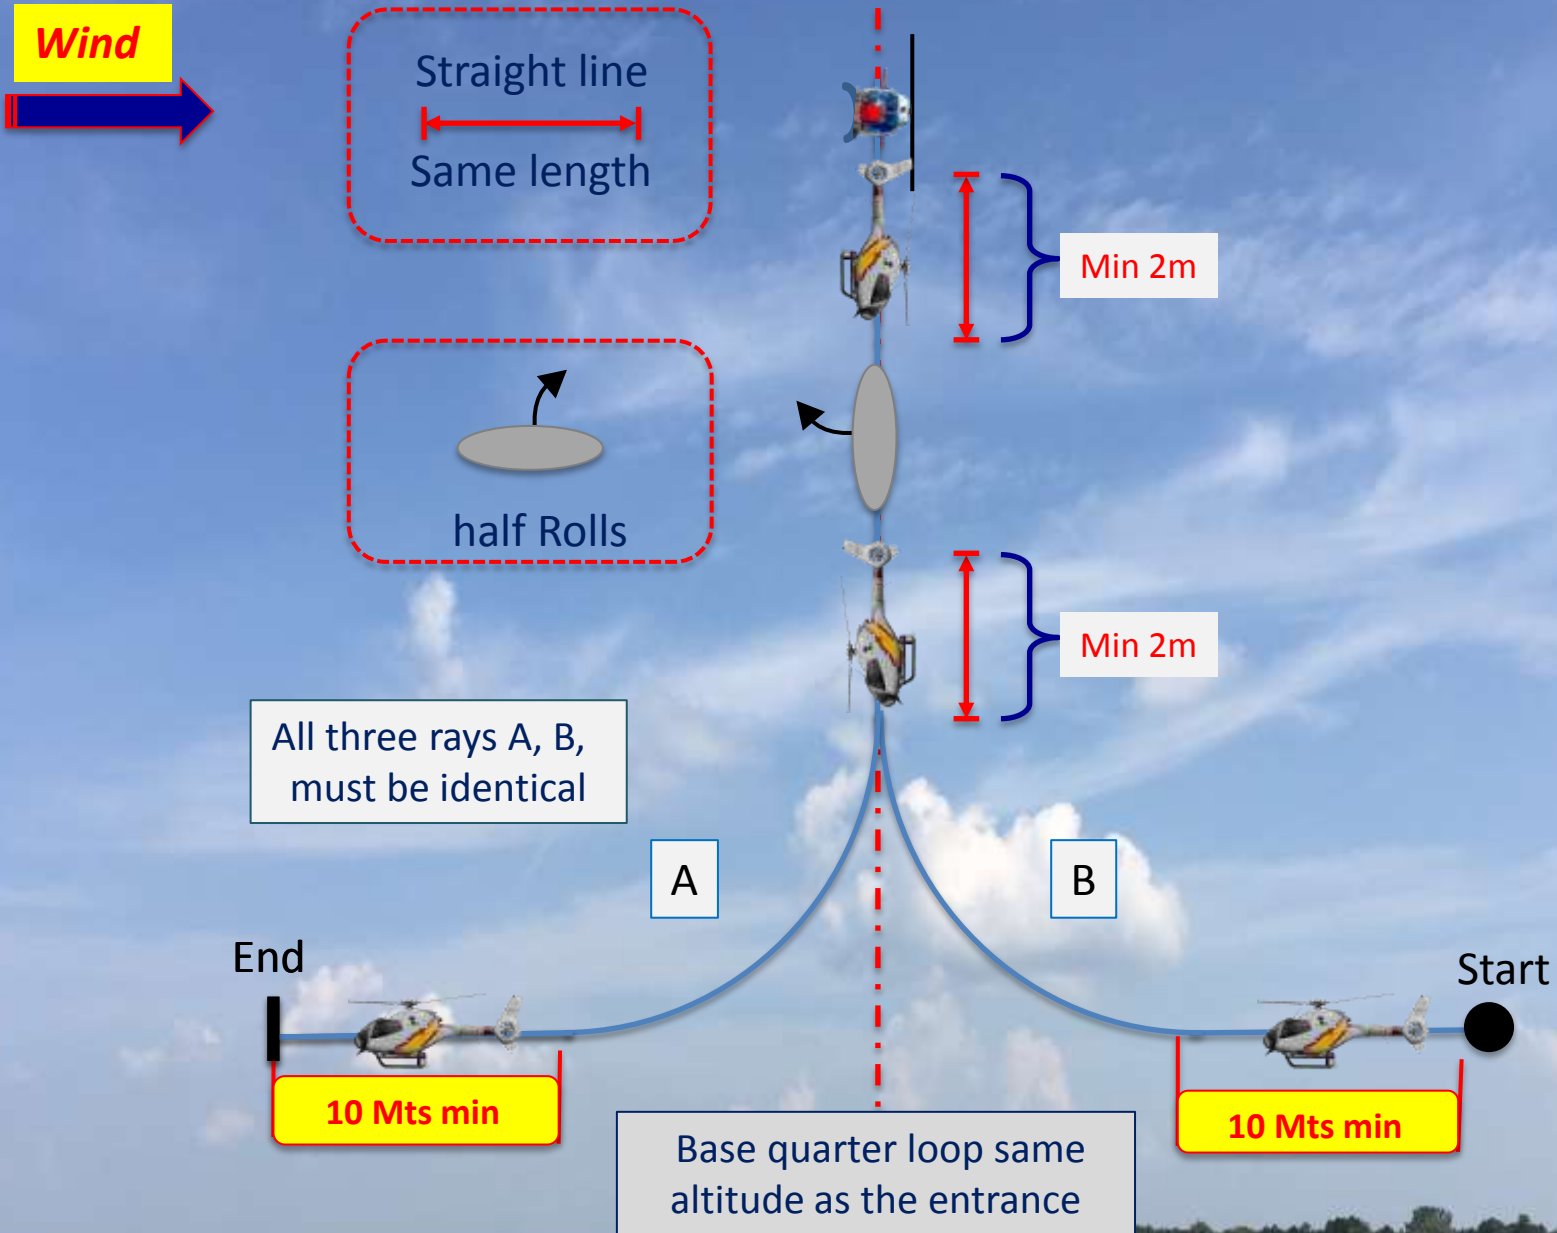 Wind
Straight line
Same length
Min 2m
half Rolls
Min 2m
All three rays A, B,
must be identical
A
B
End
Start
10 Mts min
10 Mts min
Base quarter loop same
altitude as the entrance